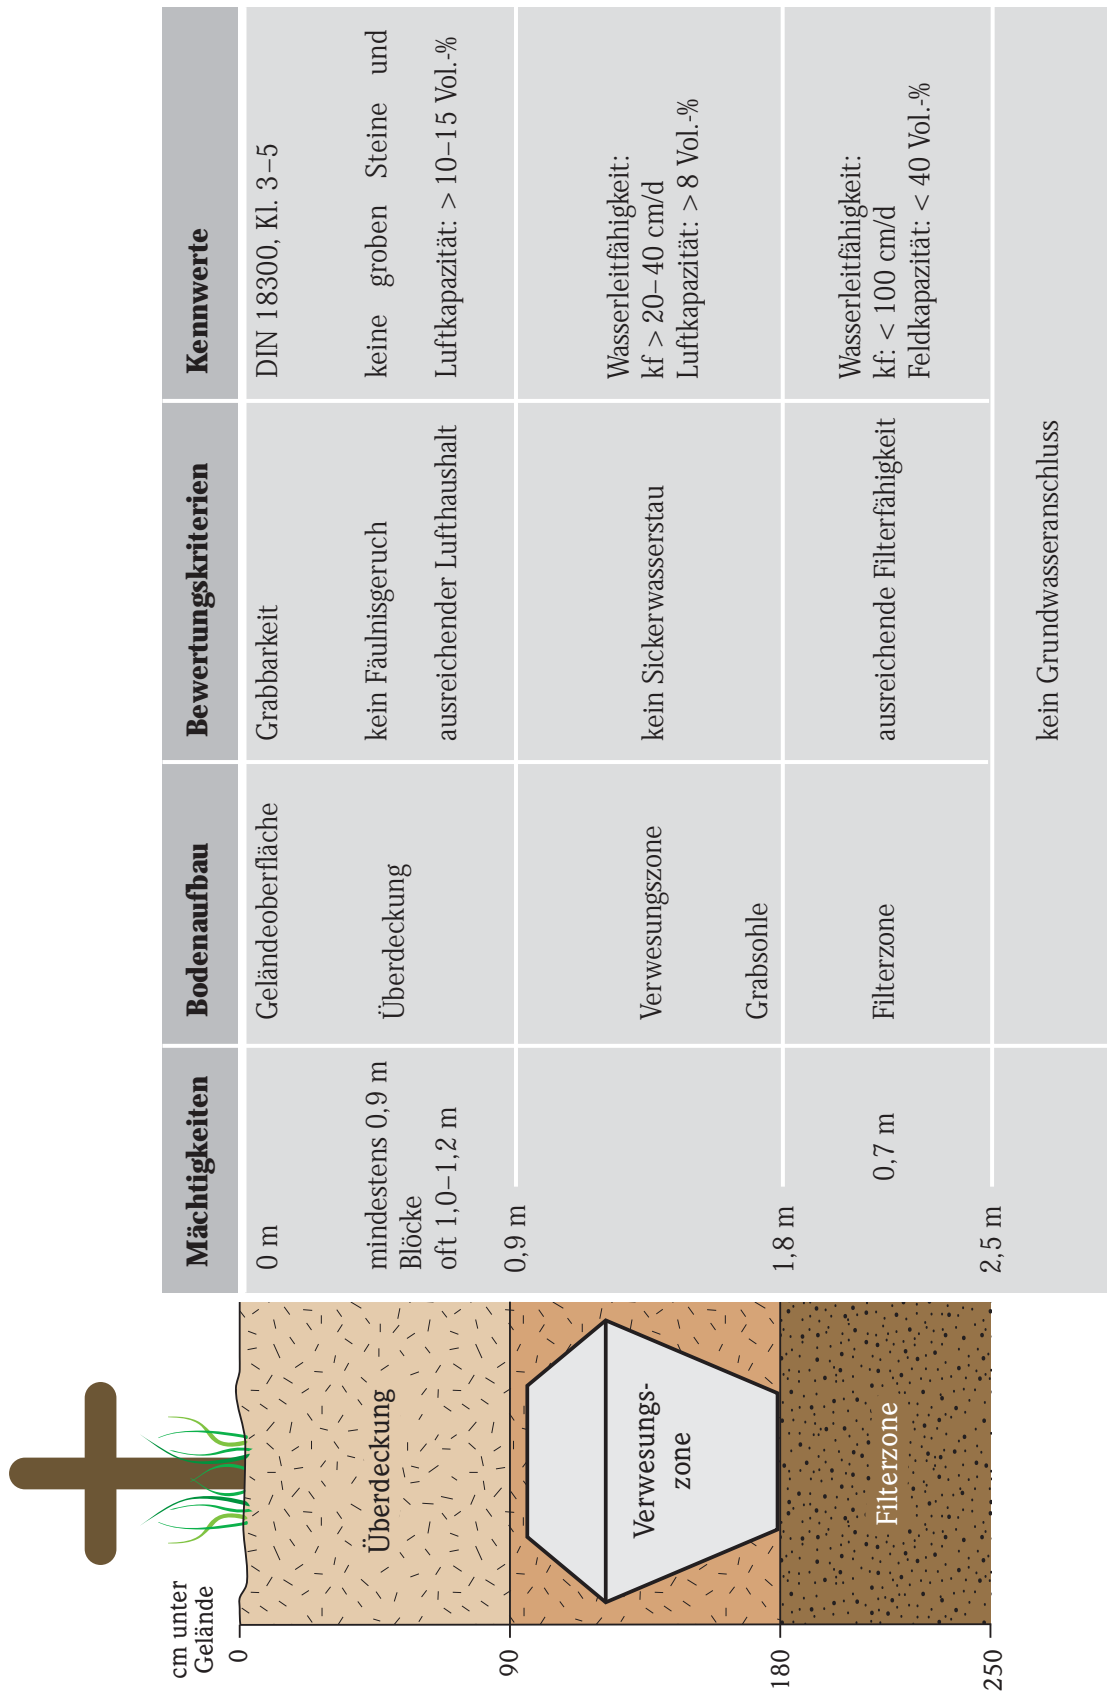 cm unter
Gelände
0
90
180
250
Überdeckung
Verwesungs-
zone
Filterzone
Mächtigkeiten Bodenaufbau Bewertungskriterien Kennwerte
0 m Geländeoberfläche Grabbarkeit DIN 18300, Kl. 3–5
mindestens 0,9 m Überdeckung kein Fäulnisgeruch keine groben Steine und
Blöcke
oft 1,0–1,2 m ausreichender Lufthaushalt Luftkapazität: > 10–15 Vol.-%
0,9 m
Wasserleitfähigkeit:
Verwesungszone kein Sickerwasserstau kf > 20–40 cm/d
Luftkapazität: > 8 Vol.-%
Grabsohle
1,8 m
Wasserleitfähigkeit:
0,7 m Filterzone ausreichende Filterfähigkeit kf: < 100 cm/d
Feldkapazität: < 40 Vol.-%
2,5 m
kein Grundwasseranschluss